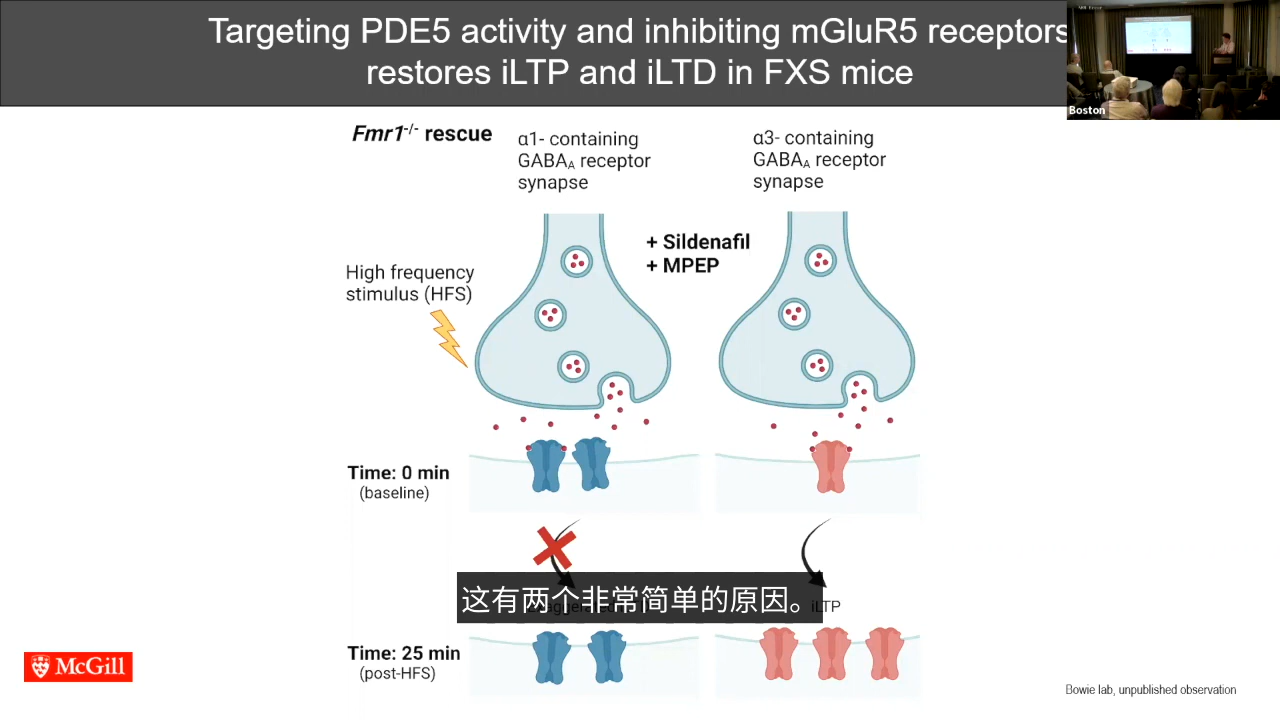 Targeting PDE5 activity and inhibiting mGluR5 receptors
restores iLTP and iLTD in FXS mice
Boston
Fmr1-/- rescue
α1- containing
GABAA receptor
synapse
α3- containing
GABAA receptor
synapse
+ Sildenafil
+ MPEP
High frequency
stimulus (HFS)
Time: 0 min
(baseline)
这有两个非常简单的原因。
iLTP
Time: 25 min
(post-HFS)
McGill
Bowie lab, unpublished observation